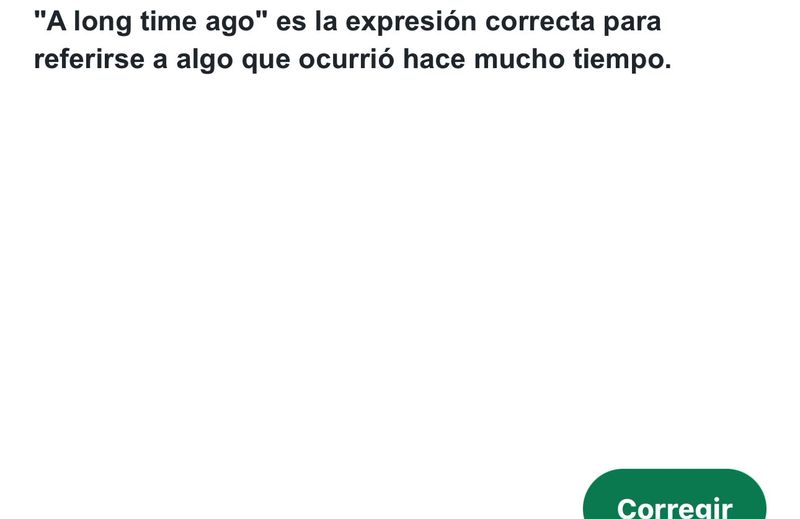 "A long time ago" es la expresión correcta para
referirse a algo que ocurrió hace mucho tiempo.
Corregir